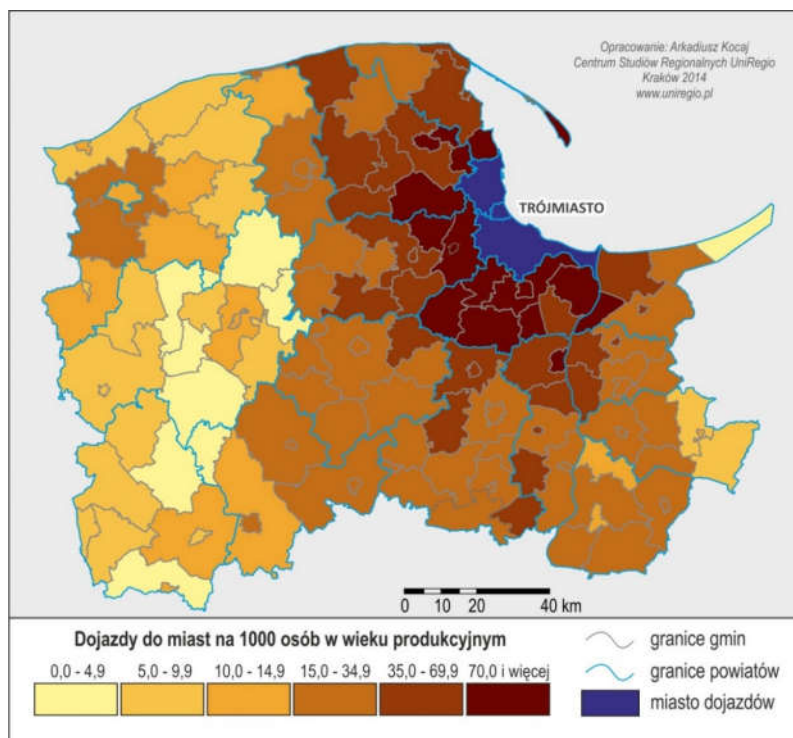 Opracowanie: Arkadiusz Kocaj
Centrum Studiów Regionalnych UniRegio
Kraków 2014
www.uniregio.pl
TRÓJMIASTO
0 10 20 40 km
Dojazdy do miast na 1000 osób w wieku produkcyjnym
0,0 - 4,9 5,0 - 9,9 10,0 - 14,9 15,0 - 34,9 35,0 - 69,9 70,0 i więcej
granice gmin
granice powiatów
miasto dojazdów